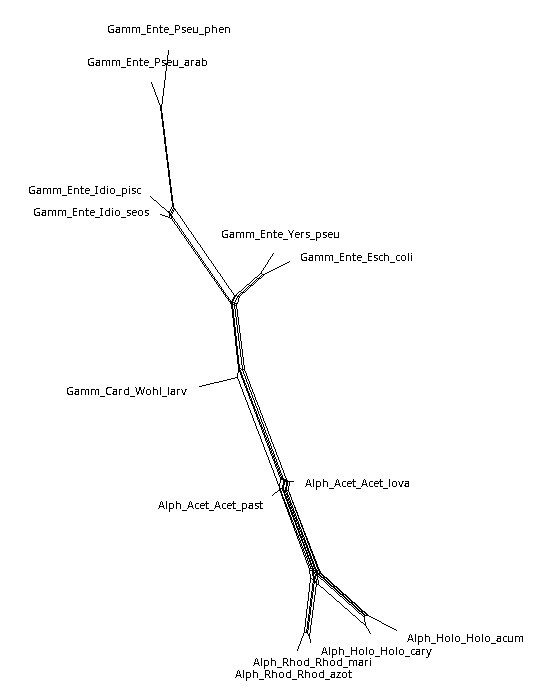 Gamm_Ente_Pseu_phen
Gamm_Ente_Pseu_arab
Gamm_Ente_Idio_pisc
Gamm_Ente_Idio_seos
Gamm_Ente_Yers_pseu
Gamm_Ente_Esch_coli
Gamm_Card_Wohl_larv
Alph_Acet_Acet_lova
Alph_Acet_Acet_past
Alph_Holo_Holo_acum
Alph_Holo_Holo_cary
Alph_Rhod_Rhod_mari
Alph_Rhod_Rhod_azot